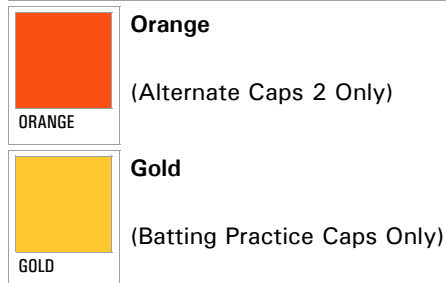 Orange
(Alternate Caps 2 Only)
ORANGE
Gold
(Batting Practice Caps Only)
GOLD